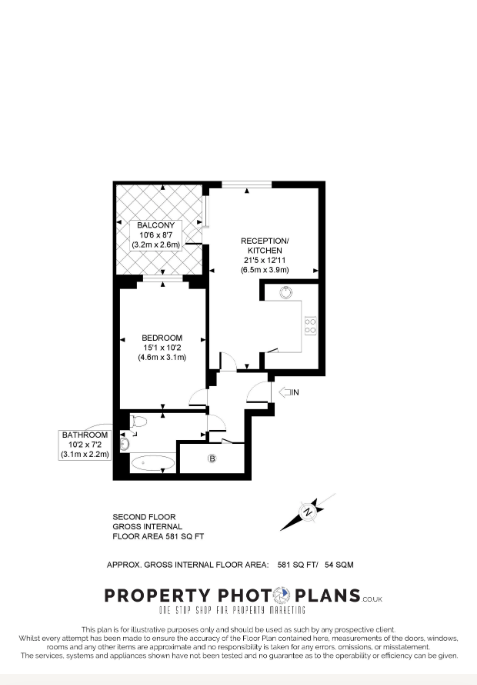 BALCONY
10'6 x 8'7
(3.2m x 2.6m)
RECEPTION/
KITCHEN
21'5 x 12'11
(6.5m x 3.9m)
BEDROOM
15'1 x 10'2
(4.6m x 3.1m)
IN
BATHROOM
10'2 x 7'2
(3.1m x 2.2m)
B
N
SECOND FLOOR
GROSS INTERNAL
FLOOR AREA 581 SQ FT
APPROX. GROSS INTERNAL FLOOR AREA: 581 SQ FT/ 54 SQM
PROPERTY PHOTO PLANS.CO.UK
ONE STOP SHOP FOR PROPERTY MARKETING
This plan is for illustrative purposes only and should be used as such by any prospective client.
Whilst every attempt has been made to ensure the accuracy of the Floor Plan contained here, measurements of the doors, windows,
rooms and any other items are approximate and no responsibility is taken for any errors, omissions, or misstatement.
The services, systems and appliances shown have not been tested and no guarantee as to the operability or efficiency can be given.